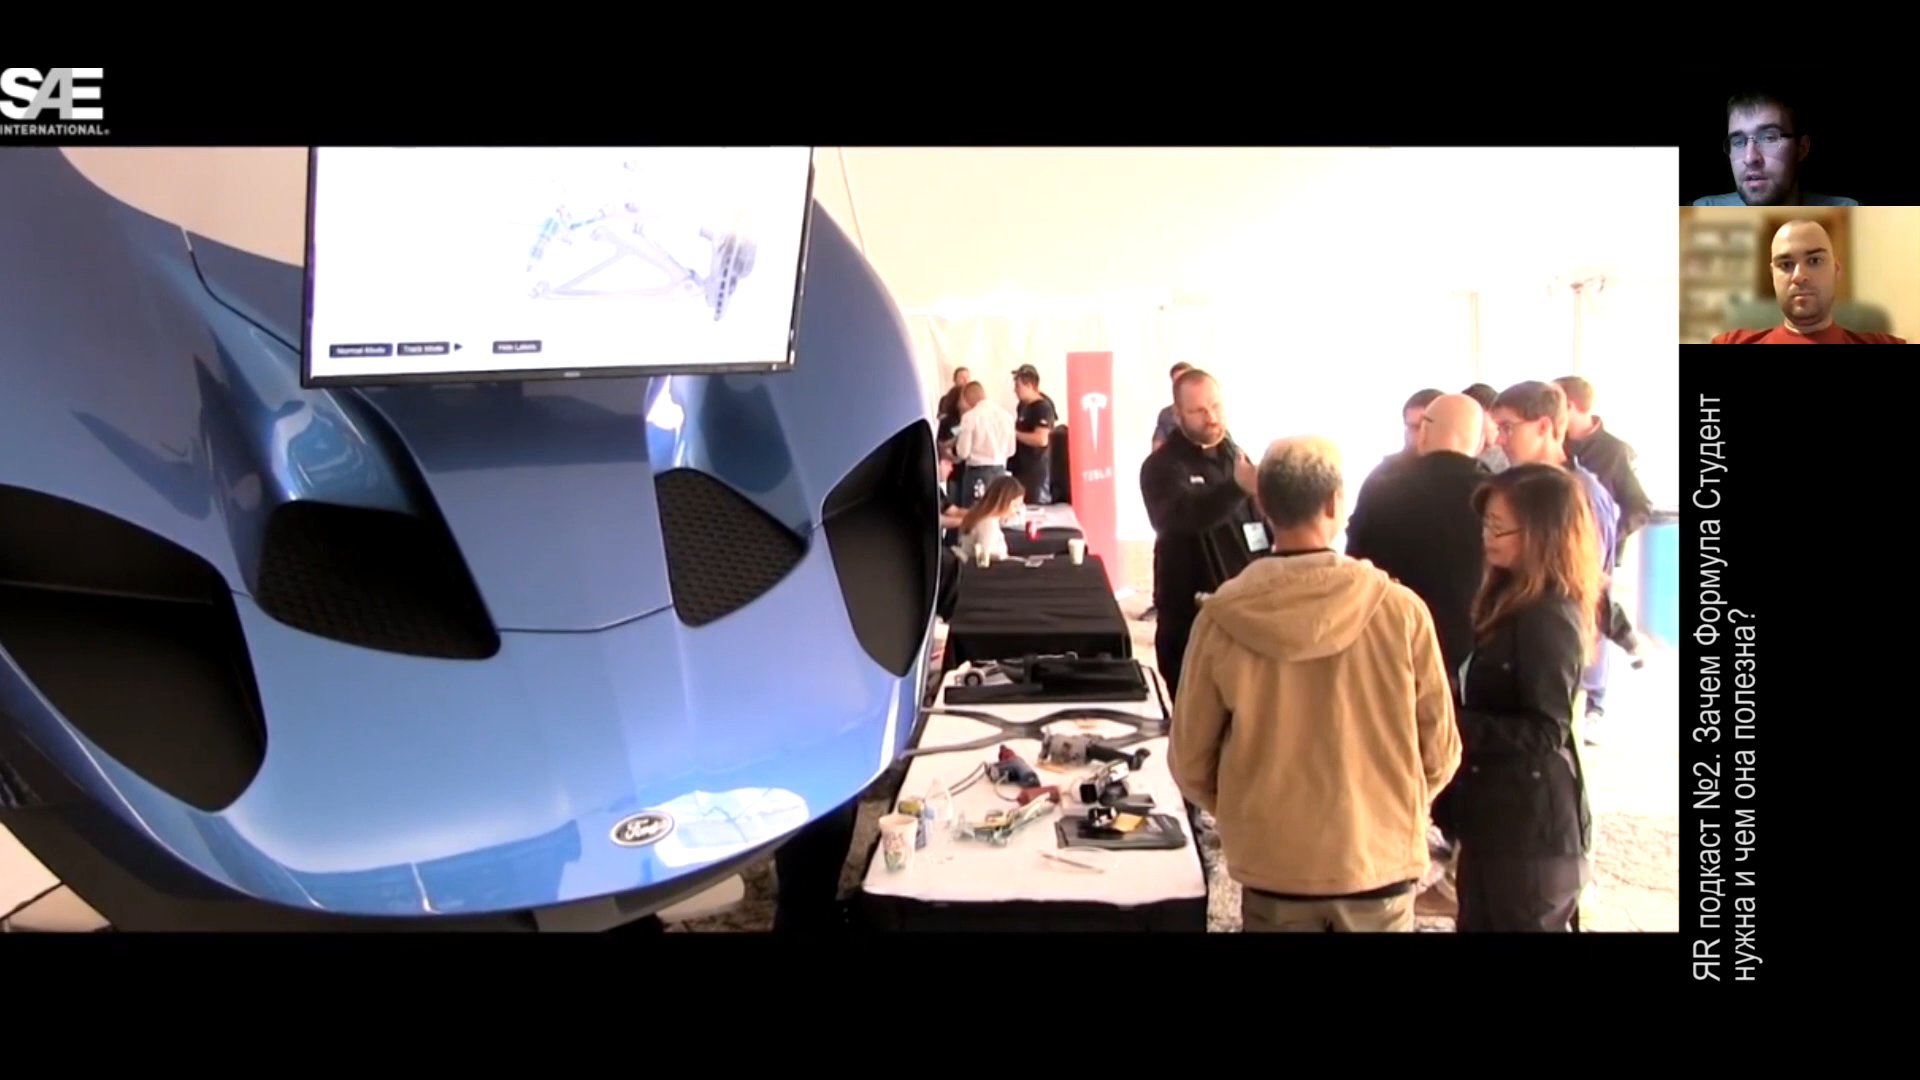 SAE
INTERNATIONAL®
Normal Mode
Track Mode
Hide Labels
TESLA
Ford
ЯR подкаст №2. Зачем Формула Студент
нужна и чем она полезна?